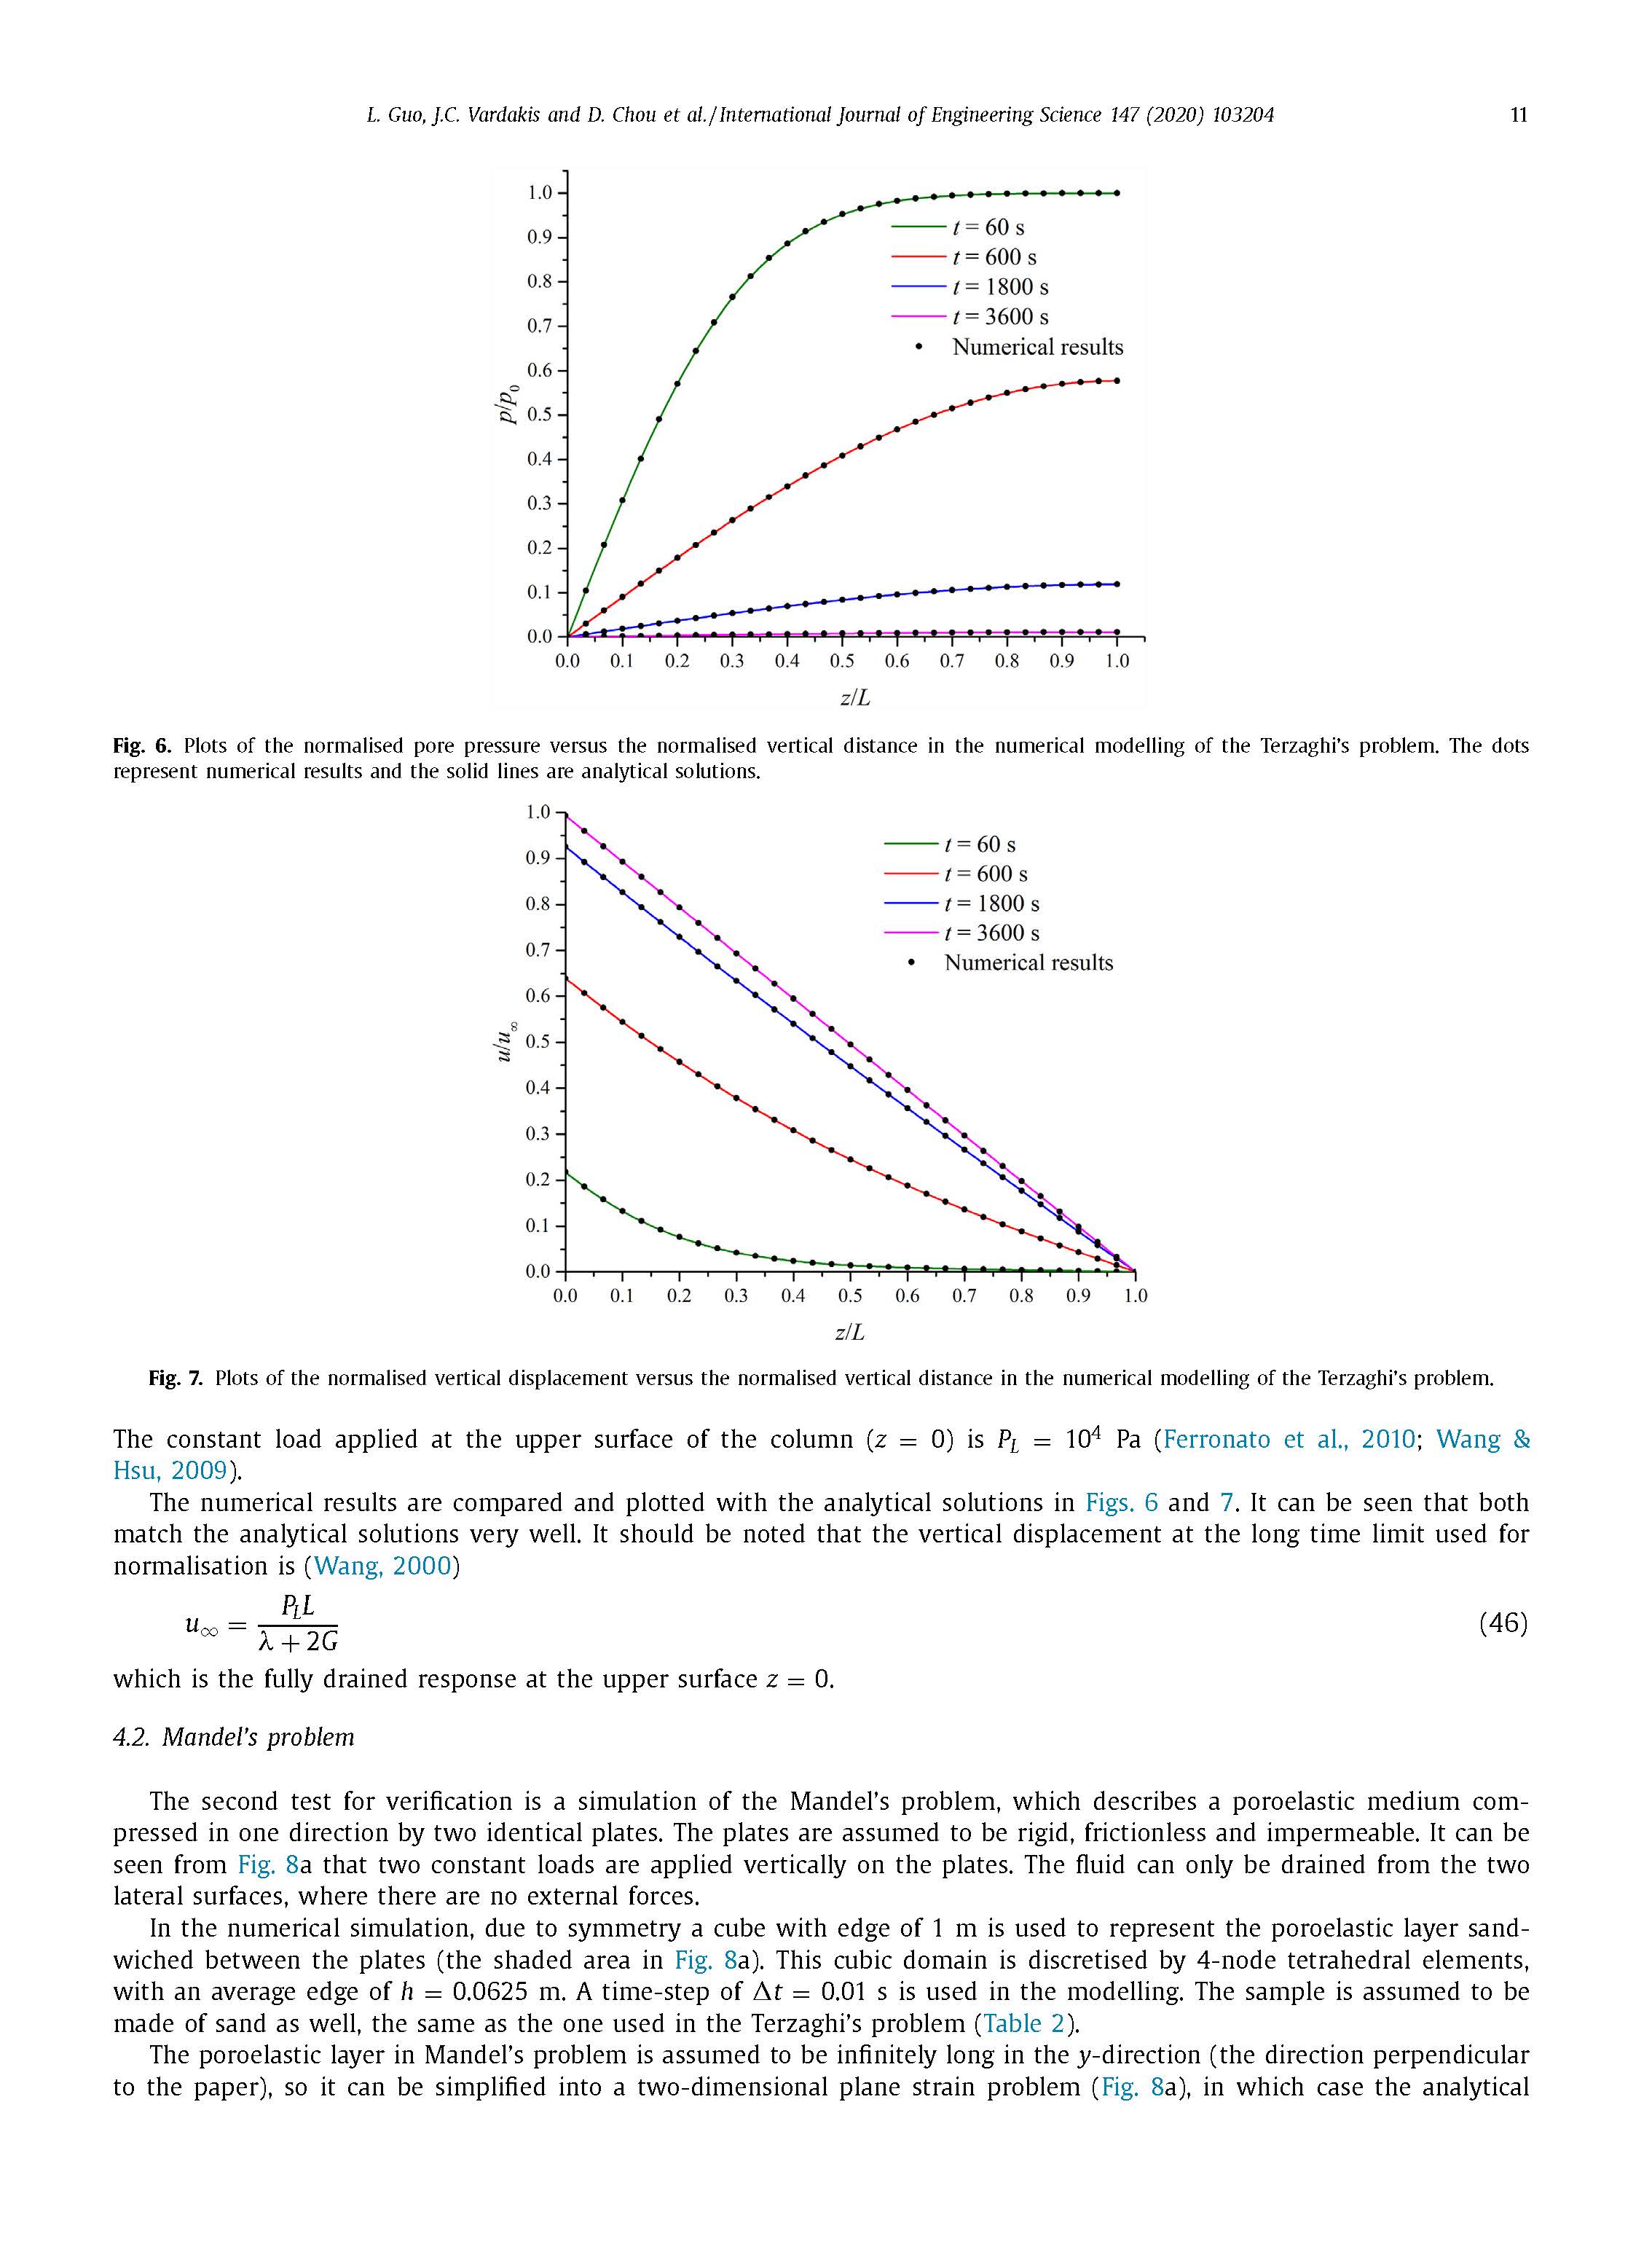 L. Guo, J.C. Vardakis and D. Chou et al. / International Journal of Engineering Science 147 (2020) 103204 11
1.0
0.9
0.8
0.7
0.6
0.5
0.4
0.3
0.2
0.1
0.0
p/p₀
t = 60 s
t = 600 s
t = 1800 s
t = 3600 s
Numerical results
0.0 0.1 0.2 0.3 0.4 0.5 0.6 0.7 0.8 0.9 1.0
z/L
Fig. 6. Plots of the normalised pore pressure versus the normalised vertical distance in the numerical modelling of the Terzaghi's problem. The dots
represent numerical results and the solid lines are analytical solutions.
1.0
0.9
0.8
0.7
0.6
0.5
0.4
0.3
0.2
0.1
0.0
u/u∞
t = 60 s
t = 600 s
t = 1800 s
t = 3600 s
Numerical results
0.0 0.1 0.2 0.3 0.4 0.5 0.6 0.7 0.8 0.9 1.0
z/L
Fig. 7. Plots of the normalised vertical displacement versus the normalised vertical distance in the numerical modelling of the Terzaghi's problem.
The constant load applied at the upper surface of the column (z = 0) is P_L = 10⁴ Pa (Ferronato et al., 2010; Wang &
Hsu, 2009).
The numerical results are compared and plotted with the analytical solutions in Figs. 6 and 7. It can be seen that both
match the analytical solutions very well. It should be noted that the vertical displacement at the long time limit used for
normalisation is (Wang, 2000)
u∞ = P_L L / (λ + 2G) (46)
which is the fully drained response at the upper surface z = 0.
4.2. Mandel's problem
The second test for verification is a simulation of the Mandel's problem, which describes a poroelastic medium com-
pressed in one direction by two identical plates. The plates are assumed to be rigid, frictionless and impermeable. It can be
seen from Fig. 8a that two constant loads are applied vertically on the plates. The fluid can only be drained from the two
lateral surfaces, where there are no external forces.
In the numerical simulation, due to symmetry a cube with edge of 1 m is used to represent the poroelastic layer sand-
wiched between the plates (the shaded area in Fig. 8a). This cubic domain is discretised by 4-node tetrahedral elements,
with an average edge of h = 0.0625 m. A time-step of Δt = 0.01 s is used in the modelling. The sample is assumed to be
made of sand as well, the same as the one used in the Terzaghi's problem (Table 2).
The poroelastic layer in Mandel's problem is assumed to be infinitely long in the y-direction (the direction perpendicular
to the paper), so it can be simplified into a two-dimensional plane strain problem (Fig. 8a), in which case the analytical